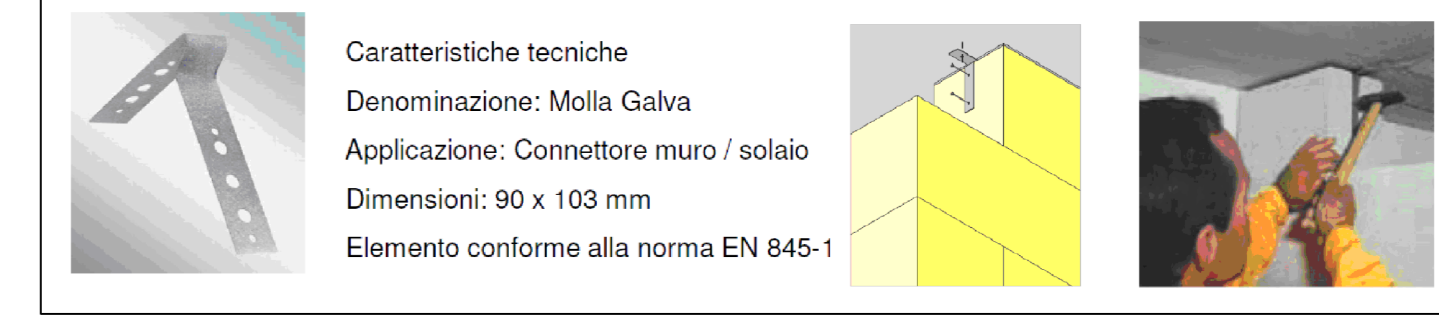 Caratteristiche tecniche
Denominazione: Molla Galva
Applicazione: Connettore muro / solaio
Dimensioni: 90 x 103 mm
Elemento conforme alla norma EN 845-1